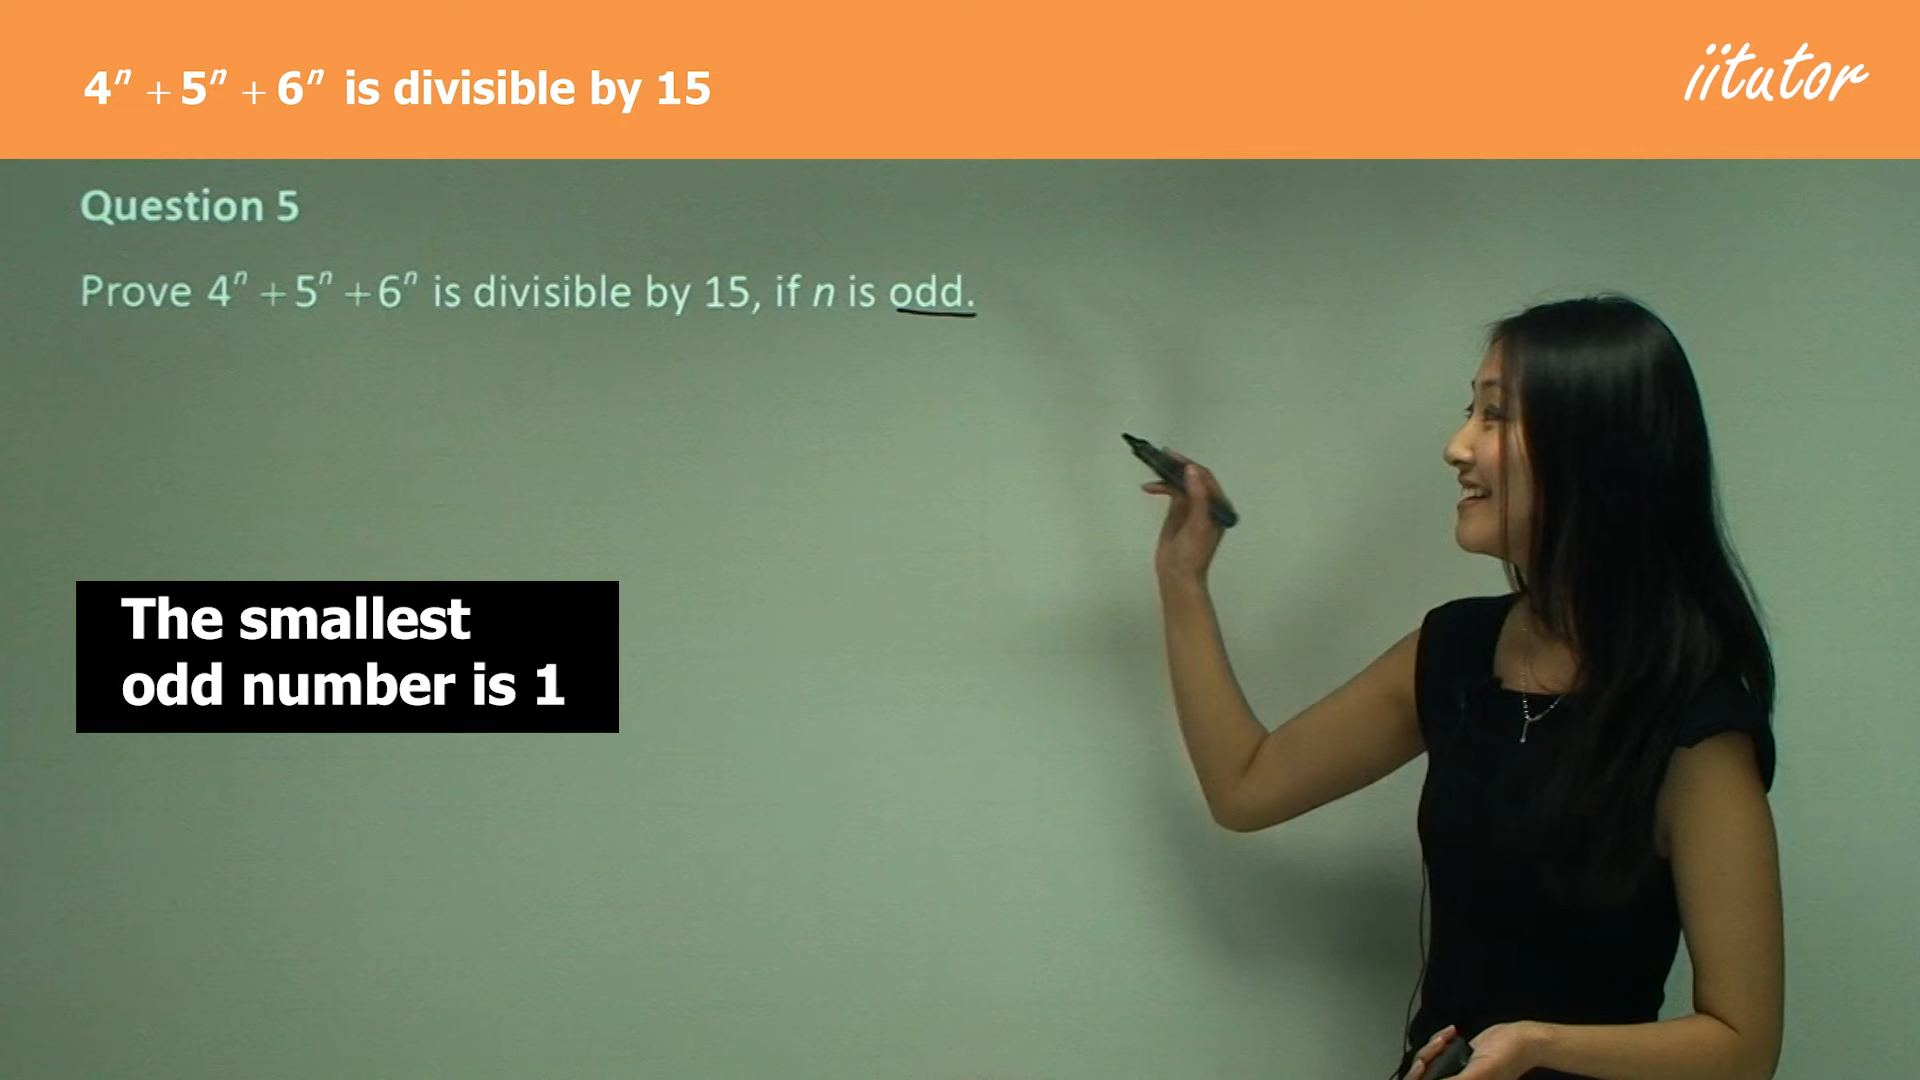 4ⁿ + 5ⁿ + 6ⁿ is divisible by 15
iitutor
Question 5
Prove 4ⁿ + 5ⁿ + 6ⁿ is divisible by 15, if n is odd.
The smallest
odd number is 1